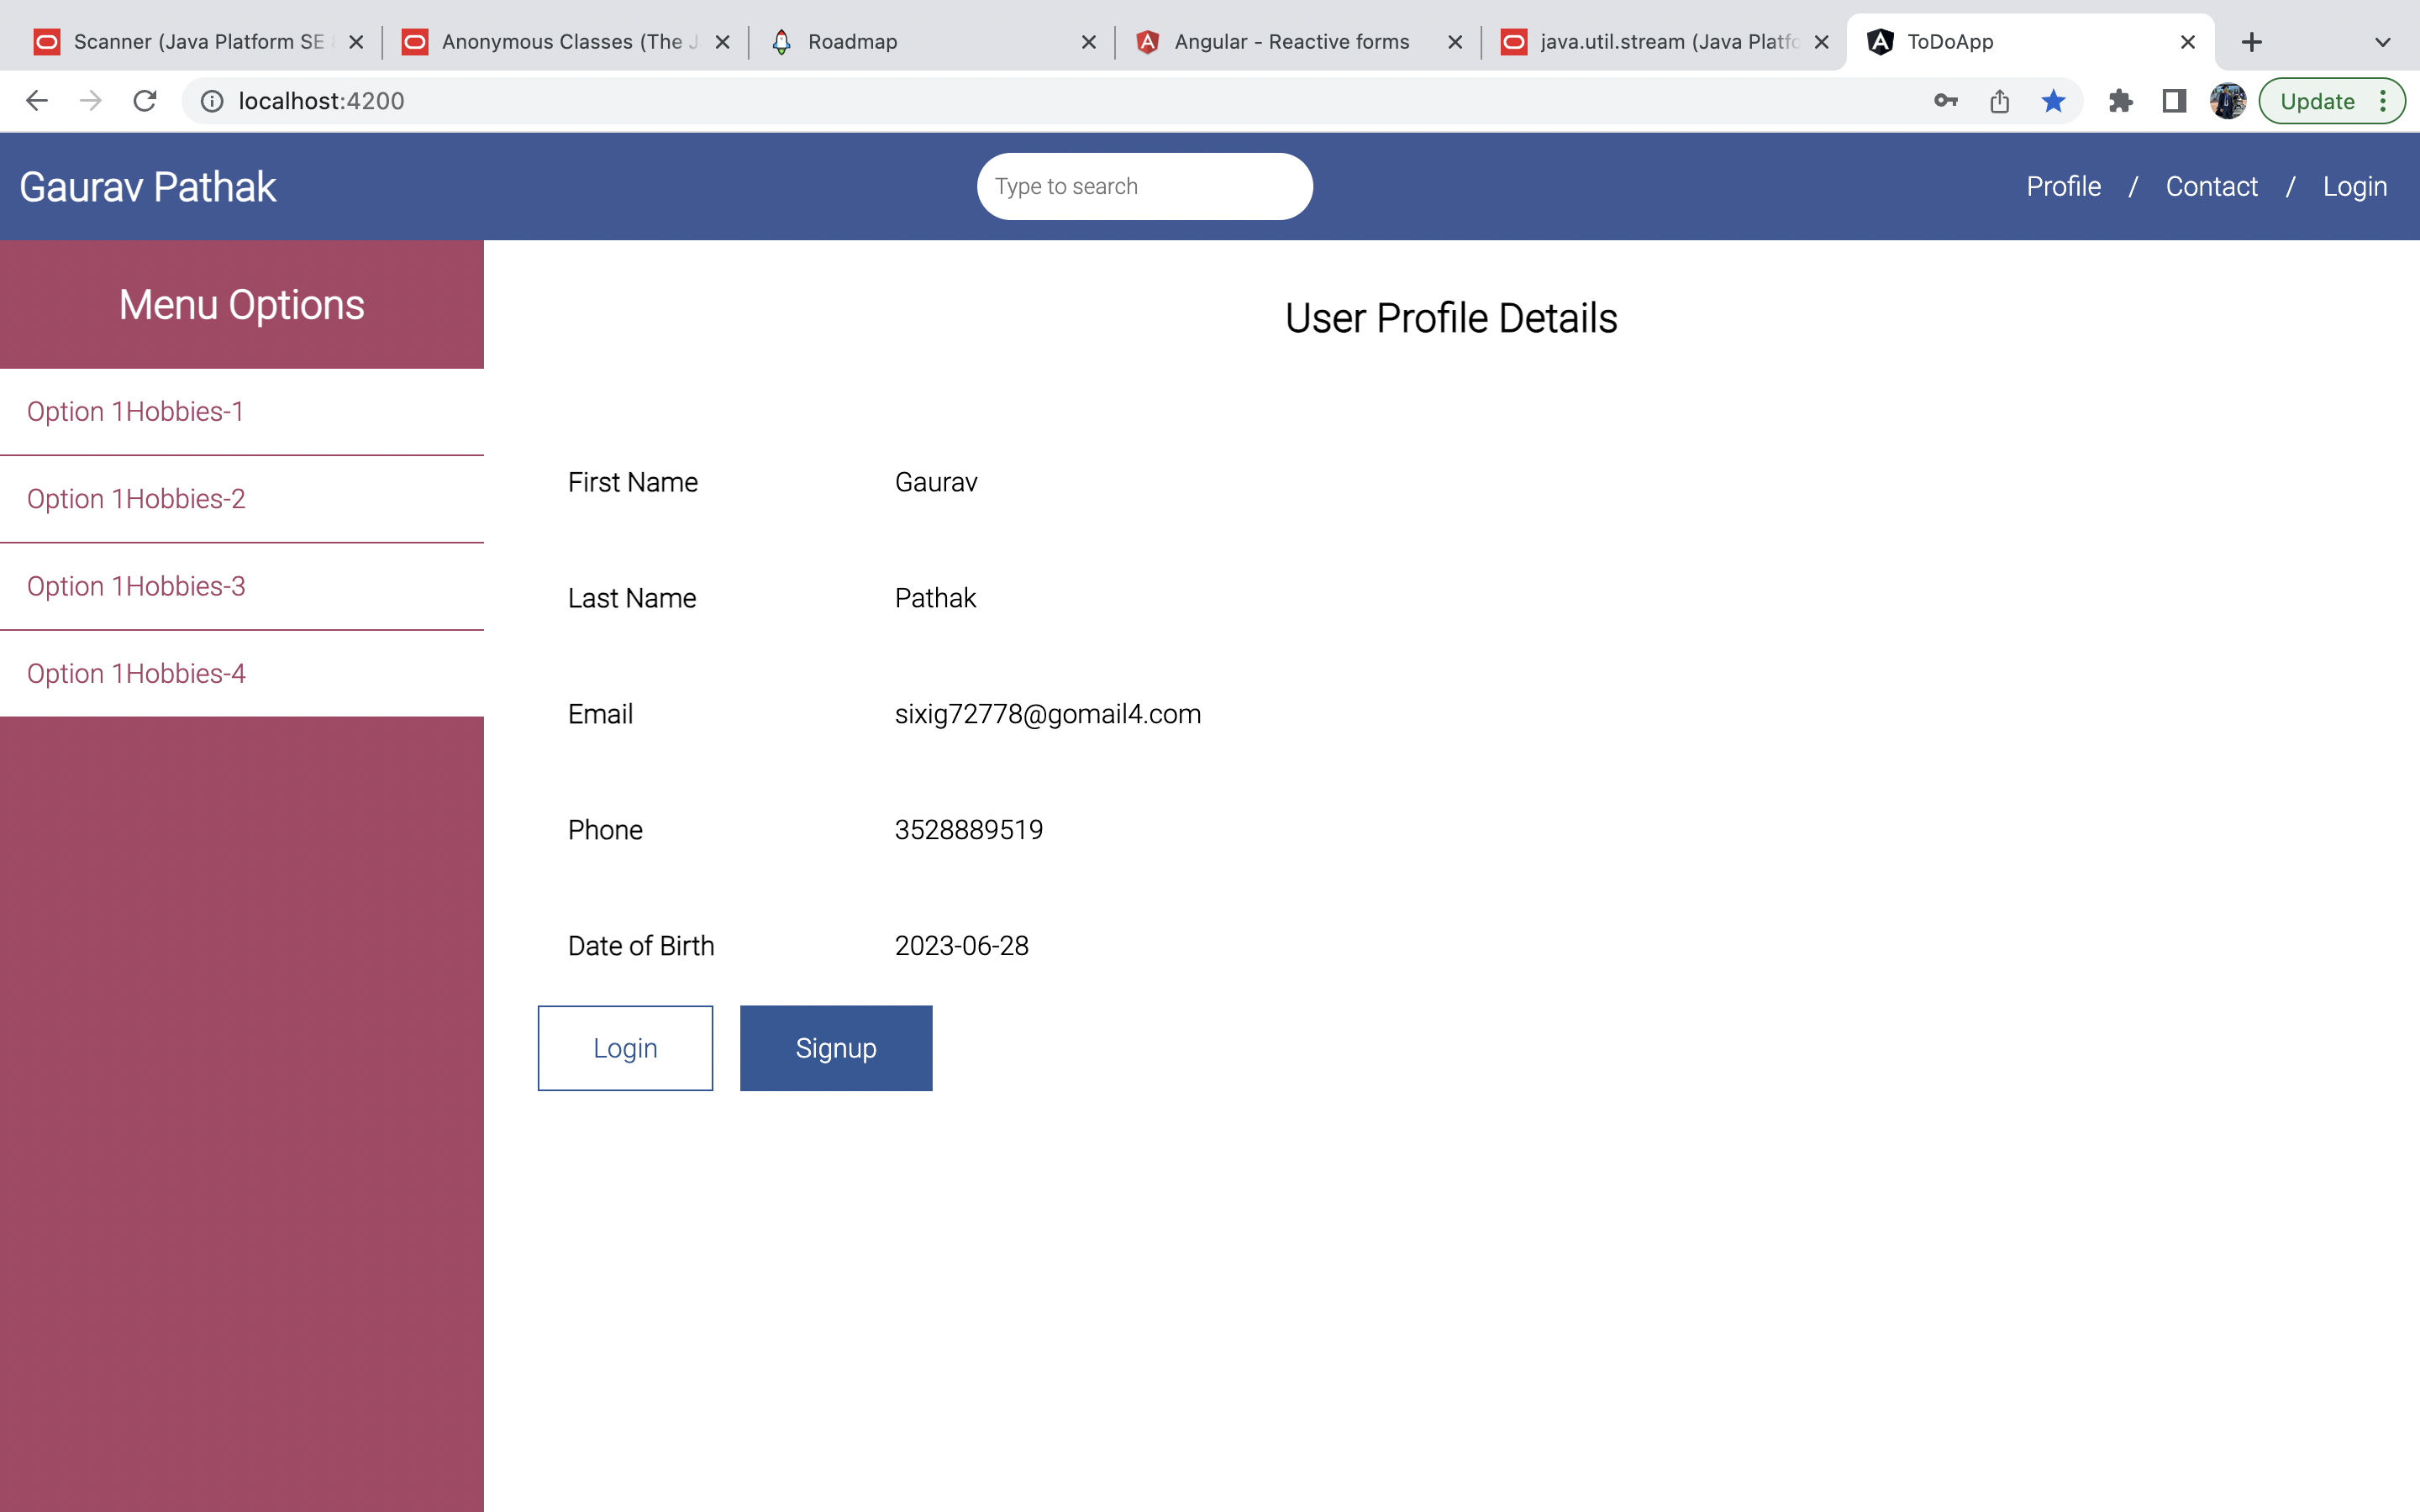 Scanner (Java Platform SE
Anonymous Classes (The J
Roadmap
Angular - Reactive forms
java.util.stream (Java Platfo
ToDoApp
localhost:4200
Update
Gaurav Pathak
Type to search
Profile / Contact / Login
Menu Options
Option 1Hobbies-1
Option 1Hobbies-2
Option 1Hobbies-3
Option 1Hobbies-4
User Profile Details
First Name Gaurav
Last Name Pathak
Email sixig72778@gomail4.com
Phone 3528889519
Date of Birth 2023-06-28
Login Signup